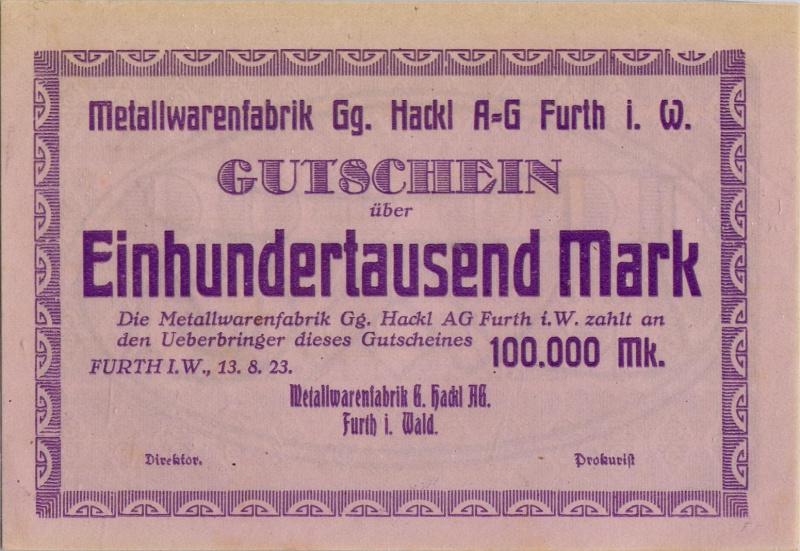 Metallwarenfabrik Gg. Hackl A=G Furth i. W.
GUTSCHEIN
über
Einhundertausend Mark
Die Metallwarenfabrik Gg. Hackl AG Furth i.W. zahlt an
den Ueberbringer dieses Gutscheines 100.000 Mk.
FURTH I.W., 13. 8. 23.
Metallwarenfabrik G. Hackl AG.
Furth i. Wald.
Direktor. Prokurist